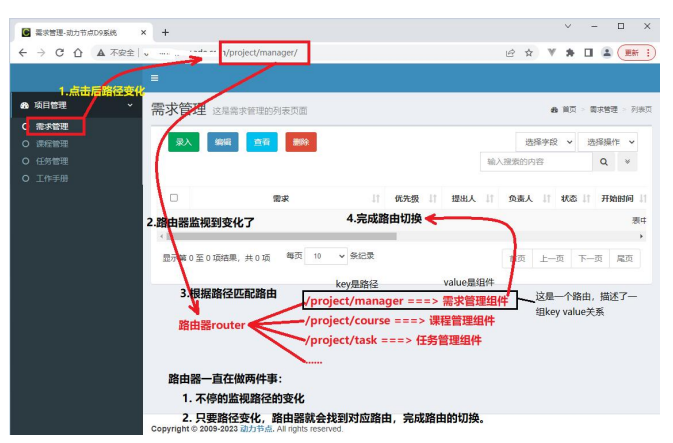 需求管理-动力节点D9系统
不安全
/project/manager/
更新
1.点击后路径变化
项目管理
需求管理
课程管理
任务管理
工作手册
需求管理 这是需求管理的列表页面
首页 > 需求管理 > 列表页
录入 编辑 查看 删除
选择字段 选择操作
输入搜索的内容
需求 优先级 提出人 负责人 状态 开始时间
2.路由器监视到变化了
4.完成路由切换
表中
显示第 0 至 0 项结果，共 0 项 每页 10 条纪录
首页 上一页 下一页 尾页
key是路径 value是组件
3.根据路径匹配路由
/project/manager ===> 需求管理组件
这是一个路由，描述了一
组key value关系
路由器router
/project/course ===> 课程管理组件
/project/task ===> 任务管理组件
......
路由器一直在做两件事：
1. 不停的监视路径的变化
2. 只要路径变化，路由器就会找到对应路由，完成路由的切换。
Copyright © 2009-2023 动力节点. All rights reserved.